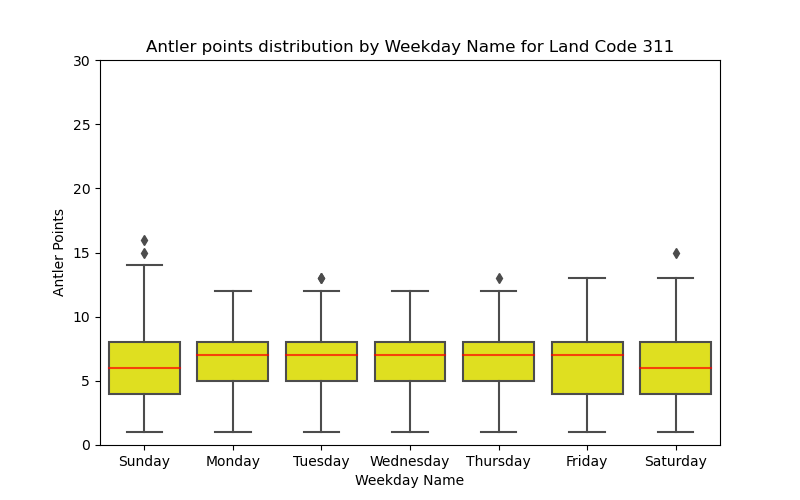 Antler points distribution by Weekday Name for Land Code 311
30
25
20
15
10
5
0
Antler Points
Sunday Monday Tuesday Wednesday Thursday Friday Saturday
Weekday Name